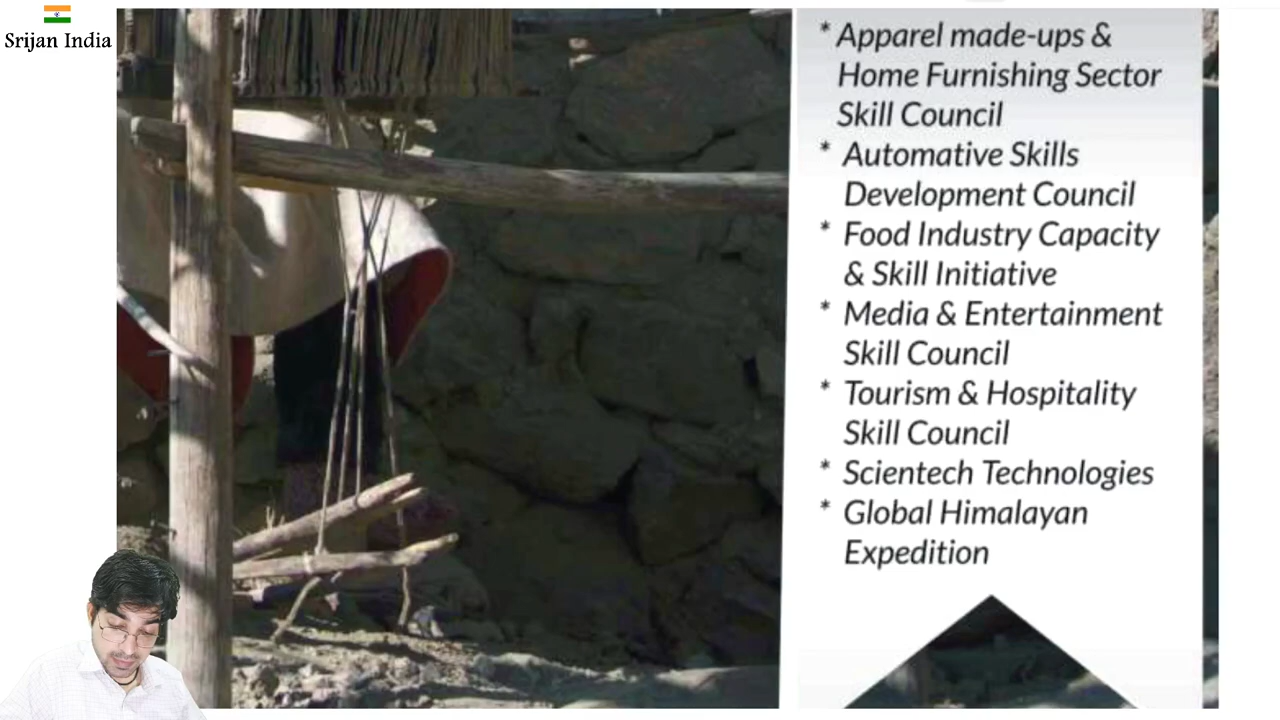 Srijan India
* Apparel made-ups &
Home Furnishing Sector
Skill Council
* Automative Skills
Development Council
* Food Industry Capacity
& Skill Initiative
* Media & Entertainment
Skill Council
* Tourism & Hospitality
Skill Council
* Scientech Technologies
* Global Himalayan
Expedition